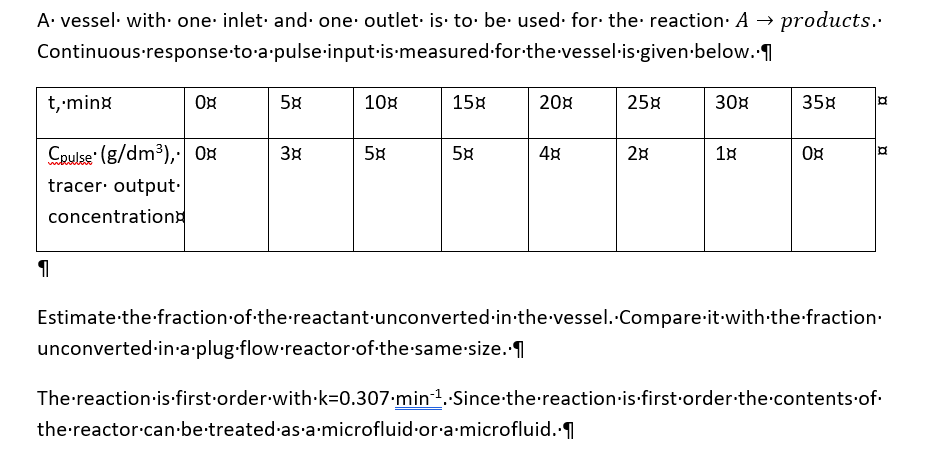 A· vessel· with· one· inlet· and· one· outlet· is· to· be· used· for· the· reaction· A → products.·
Continuous·response·to·a·pulse·input·is·measured·for·the·vessel·is·given·below.·¶
t,·min¤ 0¤ 5¤ 10¤ 15¤ 20¤ 25¤ 30¤ 35¤ ¤
Cpulse·(g/dm³),· 0¤ 3¤ 5¤ 5¤ 4¤ 2¤ 1¤ 0¤ ¤
tracer· output·
concentration¤
¶
Estimate·the·fraction·of·the·reactant·unconverted·in·the·vessel.·Compare·it·with·the·fraction·
unconverted·in·a·plug·flow·reactor·of·the·same·size.·¶
The·reaction·is·first·order·with·k=0.307·min⁻¹.·Since·the·reaction·is·first·order·the·contents·of·
the·reactor·can·be·treated·as·a·microfluid·or·a·microfluid.·¶